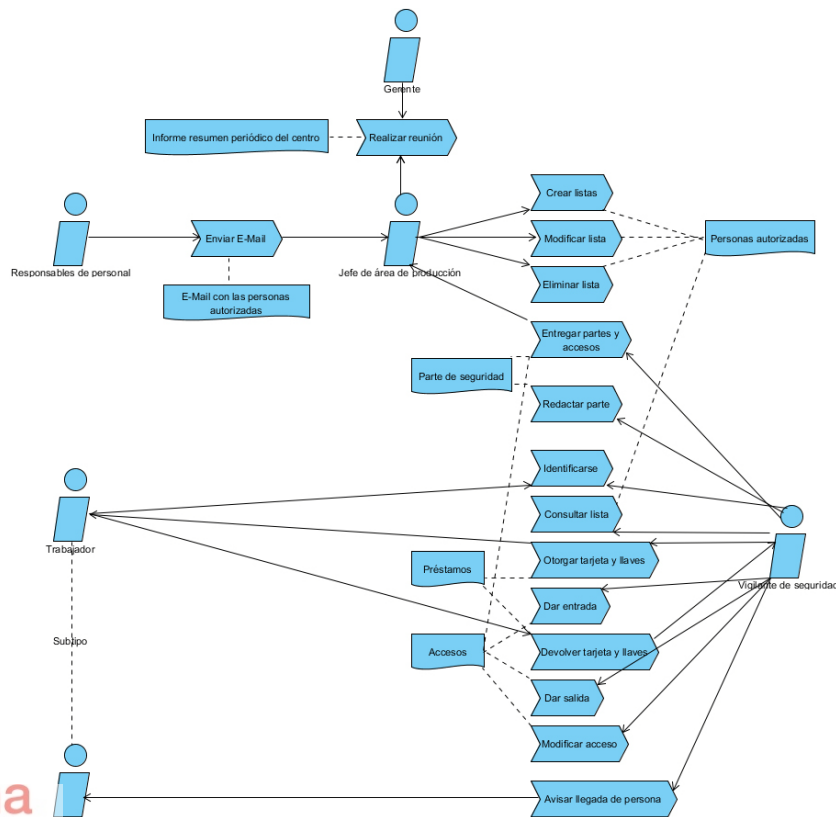 Gerente
Informe resumen periódico del centro
Realizar reunión
Crear listas
Enviar E-Mail
Modificar lista
Personas autorizadas
Responsables de personal
Jefe de área de producción
Eliminar lista
E-Mail con las personas
autorizadas
Entregar partes y
accesos
Parte de seguridad
Redactar parte
Identificarse
Consultar lista
Trabajador
Otorgar tarjeta y llaves
Préstamos
Vigilante de seguridad
Dar entrada
Subtipo
Accesos
Devolver tarjeta y llaves
Dar salida
Modificar acceso
a
Avisar llegada de persona